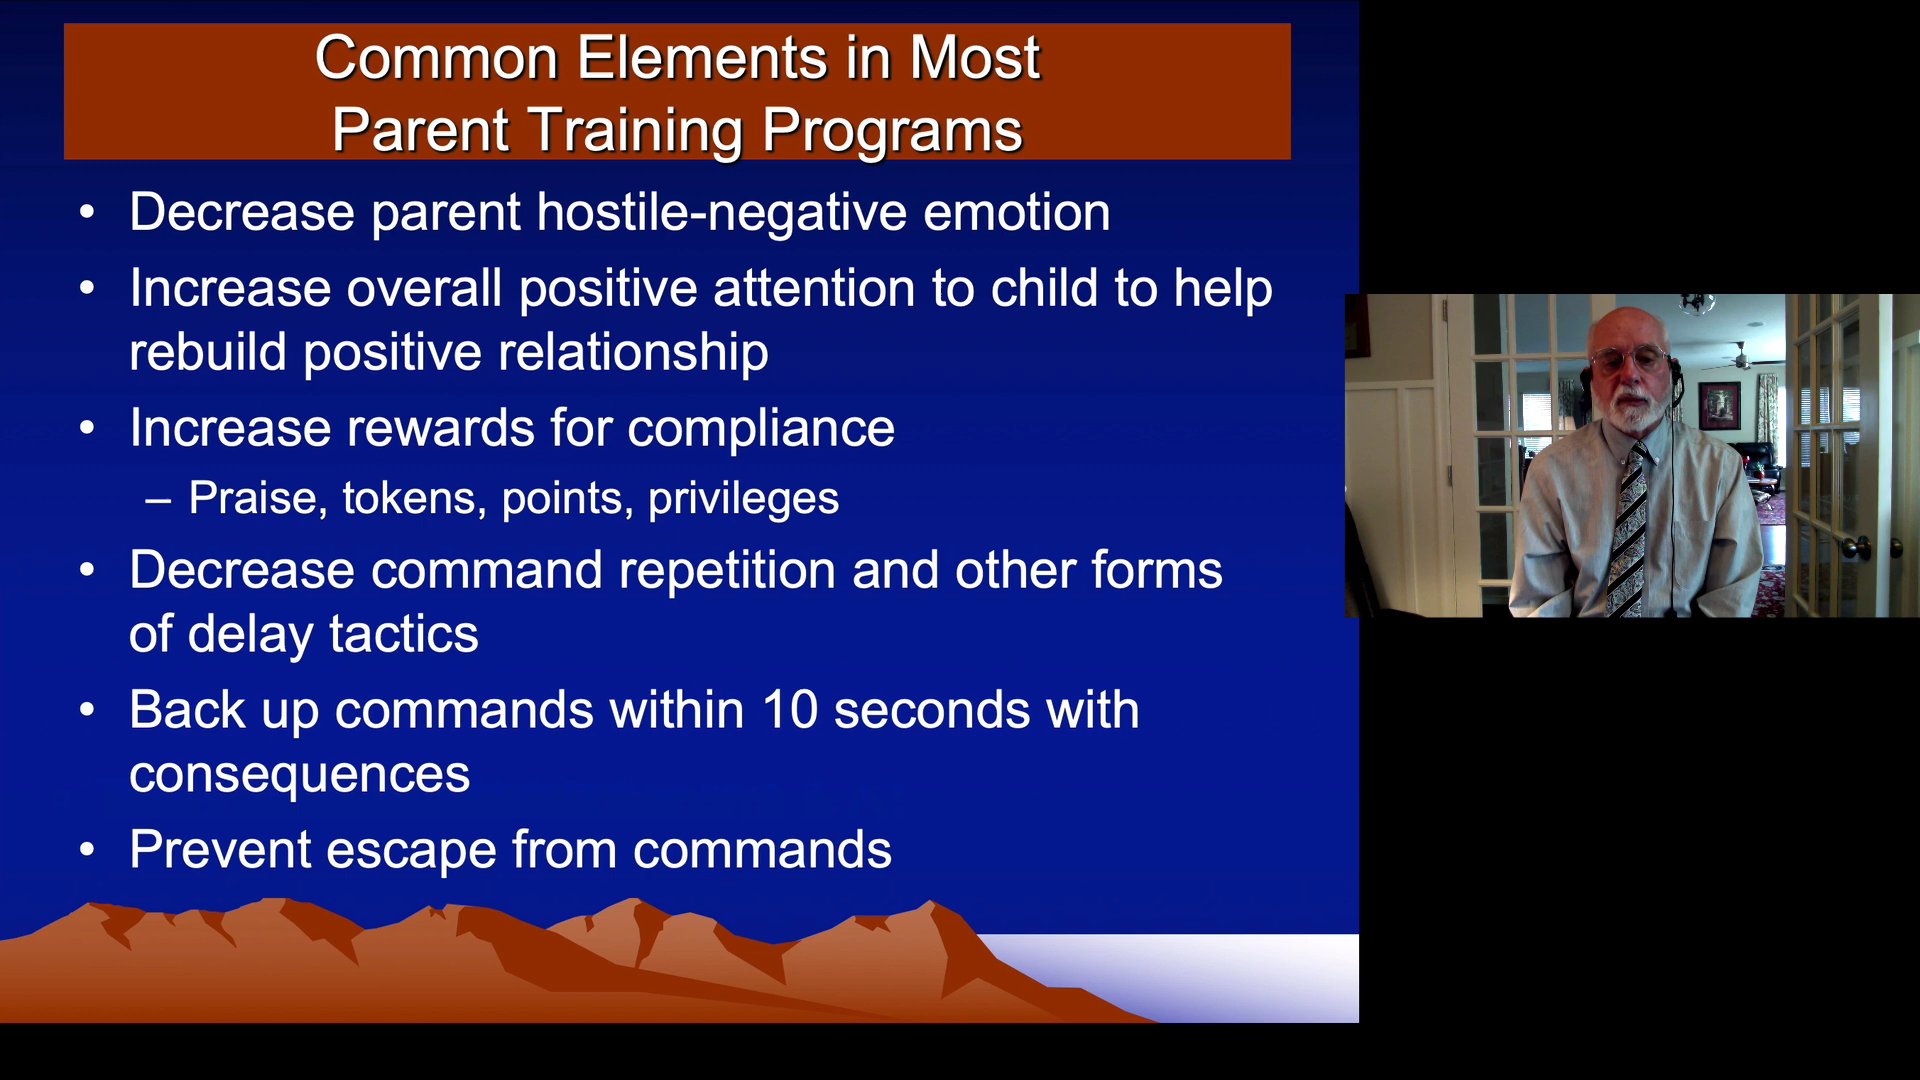 Common Elements in Most
Parent Training Programs
• Decrease parent hostile-negative emotion
• Increase overall positive attention to child to help
rebuild positive relationship
• Increase rewards for compliance
– Praise, tokens, points, privileges
• Decrease command repetition and other forms
of delay tactics
• Back up commands within 10 seconds with
consequences
• Prevent escape from commands